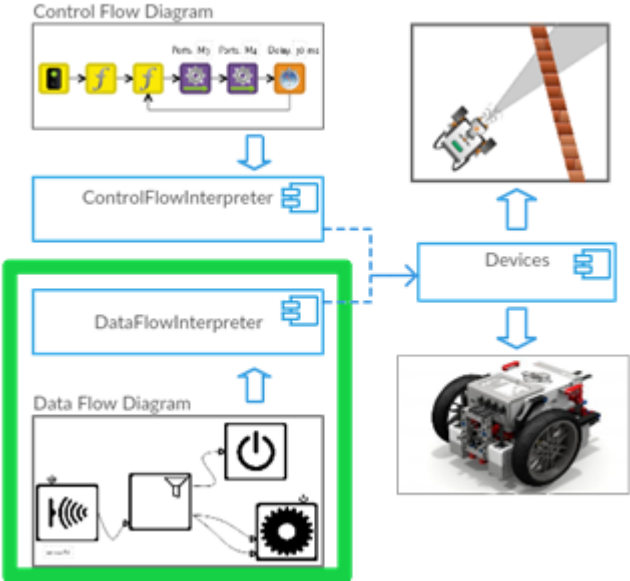 Control Flow Diagram
Ports: M3 Ports: M4 Delay: 30 ms
ControlFlowInterpreter
Devices
DataFlowInterpreter
Data Flow Diagram